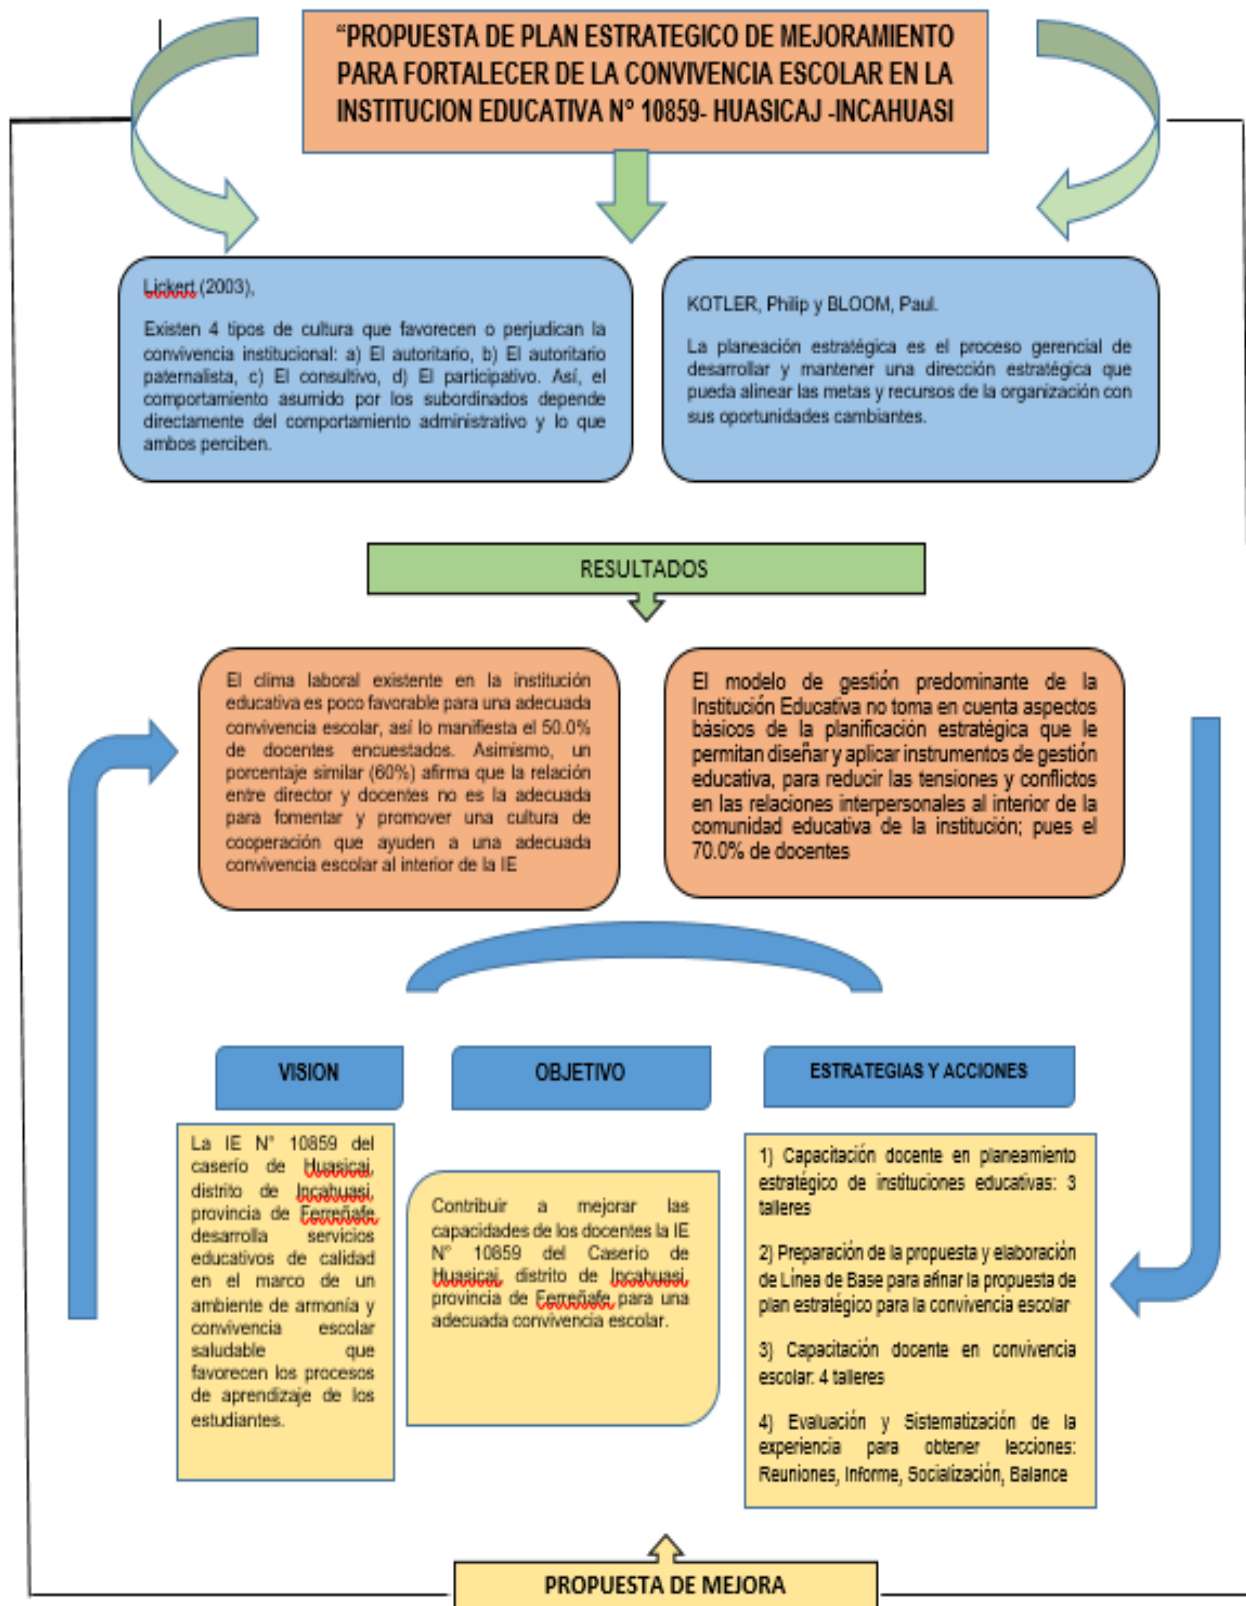 “PROPUESTA DE PLAN ESTRATEGICO DE MEJORAMIENTO
PARA FORTALECER DE LA CONVIVENCIA ESCOLAR EN LA
INSTITUCION EDUCATIVA N° 10859- HUASICAJ -INCAHUASI
Lickert (2003),
Existen 4 tipos de cultura que favorecen o perjudican la
convivencia institucional: a) El autoritario, b) El autoritario
paternalista, c) El consultivo, d) El participativo. Así, el
comportamiento asumido por los subordinados depende
directamente del comportamiento administrativo y lo que
ambos perciben.
KOTLER, Philip y BLOOM, Paul.
La planeación estratégica es el proceso gerencial de
desarrollar y mantener una dirección estratégica que
pueda alinear las metas y recursos de la organización con
sus oportunidades cambiantes.
RESULTADOS
El clima laboral existente en la institución
educativa es poco favorable para una adecuada
convivencia escolar, así lo manifiesta el 50.0%
de docentes encuestados. Asimismo, un
porcentaje similar (60%) afirma que la relación
entre director y docentes no es la adecuada
para fomentar y promover una cultura de
cooperación que ayuden a una adecuada
convivencia escolar al interior de la IE
El modelo de gestión predominante de la
Institución Educativa no toma en cuenta aspectos
básicos de la planificación estratégica que le
permitan diseñar y aplicar instrumentos de gestión
educativa, para reducir las tensiones y conflictos
en las relaciones interpersonales al interior de la
comunidad educativa de la institución; pues el
70.0% de docentes
VISION
La IE N° 10859 del
caserío de Huasicaj,
distrito de Incahuasi,
provincia de Ferreñafe,
desarrolla servicios
educativos de calidad
en el marco de un
ambiente de armonía y
convivencia escolar
saludable que
favorecen los procesos
de aprendizaje de los
estudiantes.
OBJETIVO
Contribuir a mejorar las
capacidades de los docentes la IE
N° 10859 del Caserío de
Huasicaj, distrito de Incahuasi,
provincia de Ferreñafe, para una
adecuada convivencia escolar.
ESTRATEGIAS Y ACCIONES
1) Capacitación docente en planeamiento
estratégico de instituciones educativas: 3
talleres
2) Preparación de la propuesta y elaboración
de Línea de Base para afinar la propuesta de
plan estratégico para la convivencia escolar
3) Capacitación docente en convivencia
escolar: 4 talleres
4) Evaluación y Sistematización de la
experiencia para obtener lecciones:
Reuniones, Informe, Socialización, Balance
PROPUESTA DE MEJORA